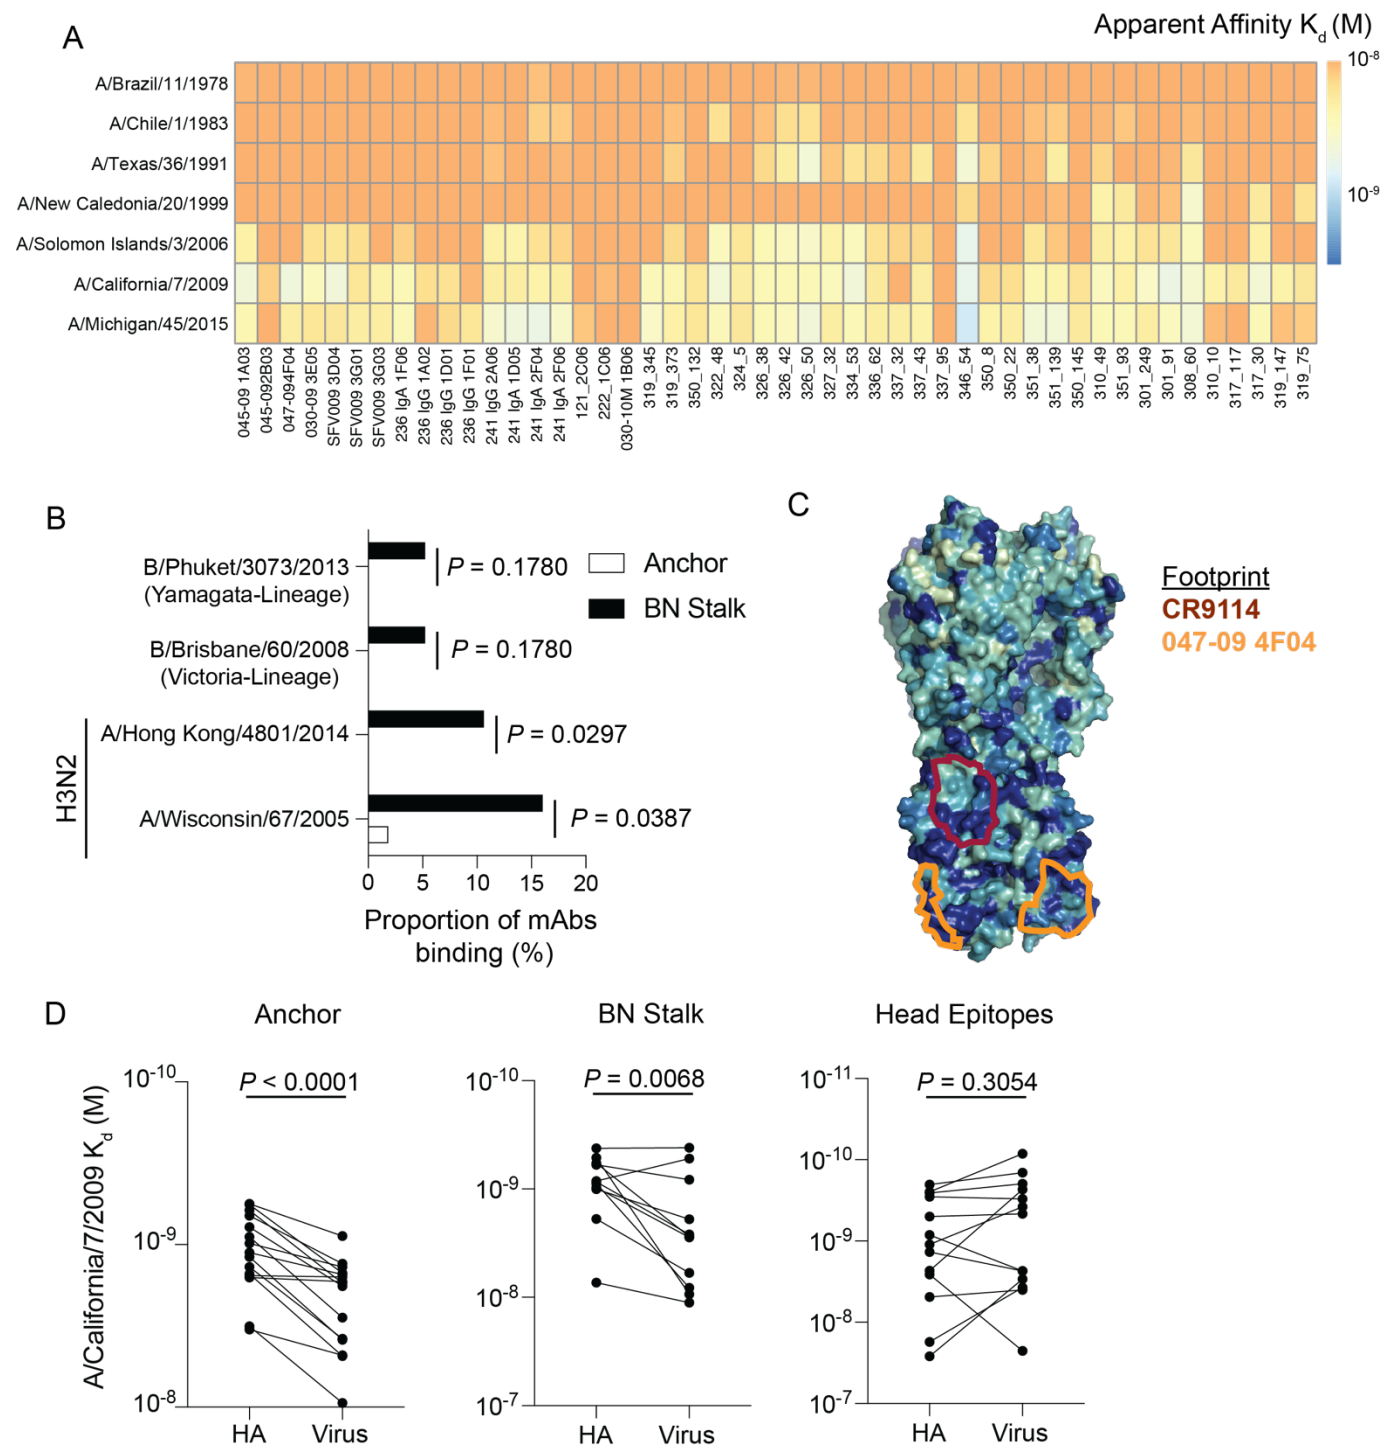 A
Apparent Affinity Kd (M)
10-8
10-9
A/Brazil/11/1978
A/Chile/1/1983
A/Texas/36/1991
A/New Caledonia/20/1999
A/Solomon Islands/3/2006
A/California/7/2009
A/Michigan/45/2015
045-09 1A03
045-092B03
047-094F04
030-09 3E05
SFV009 3D04
SFV009 3G01
SFV009 3G03
236 IgA 1F06
236 IgG 1A02
236 IgG 1D01
236 IgG 1F01
241 IgG 2A06
241 IgA 1D05
241 IgA 2F04
241 IgA 2F06
121_2C06
222_1C06
030-10M 1B06
319_345
319_373
350_132
322_48
324_5
326_38
326_42
326_50
327_32
334_53
336_62
337_32
337_43
337_95
346_54
350_8
350_22
351_38
351_139
350_145
310_49
351_93
301_249
301_91
308_60
310_10
317_117
317_30
319_147
319_75
B
B/Phuket/3073/2013
(Yamagata-Lineage)
P = 0.1780
B/Brisbane/60/2008
(Victoria-Lineage)
P = 0.1780
H3N2
A/Hong Kong/4801/2014
P = 0.0297
A/Wisconsin/67/2005
P = 0.0387
0 5 10 15 20
Proportion of mAbs
binding (%)
Anchor
BN Stalk
C
Footprint
CR9114
047-09 4F04
D
A/California/7/2009 Kd (M)
Anchor
P < 0.0001
10-10
10-9
10-8
HA Virus
BN Stalk
P = 0.0068
10-10
10-9
10-8
10-7
HA Virus
Head Epitopes
P = 0.3054
10-11
10-10
10-9
10-8
10-7
HA Virus